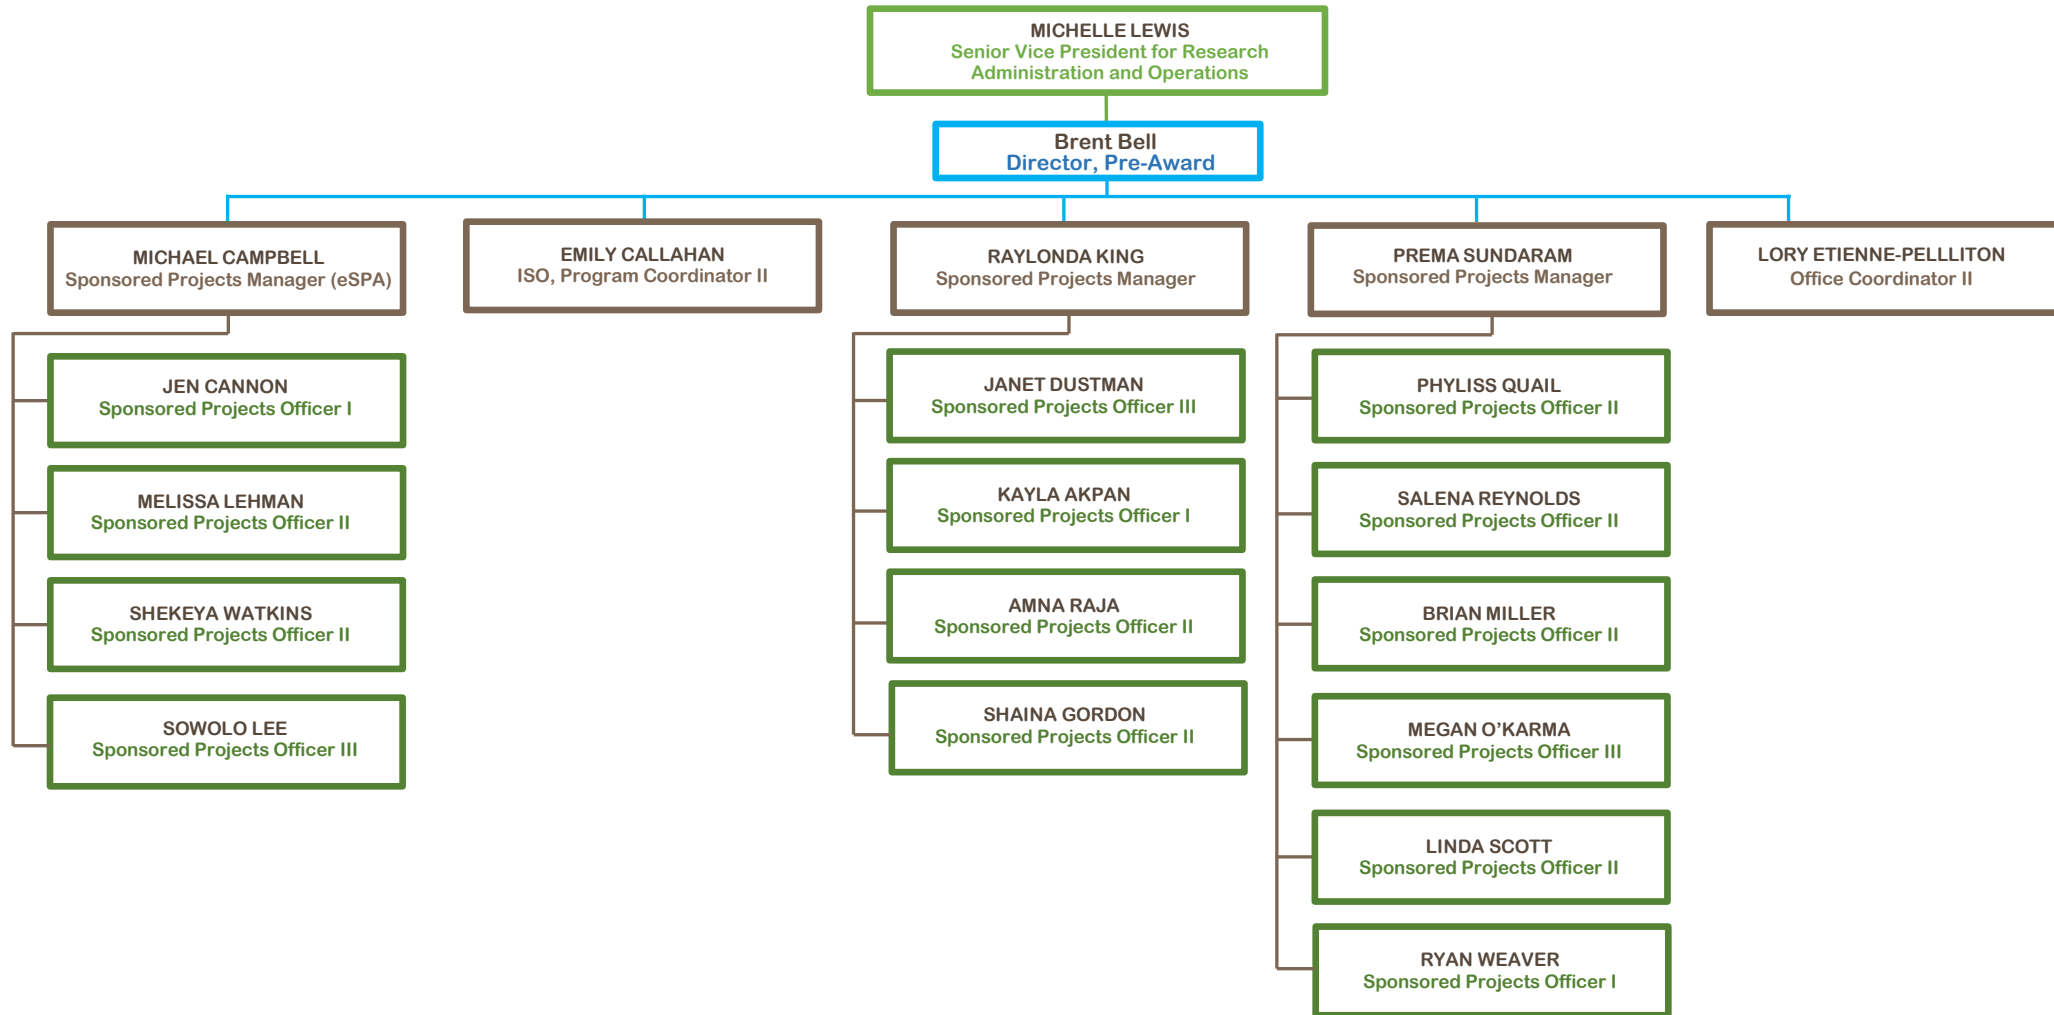 MICHELLE LEWIS
Senior Vice President for Research
Administration and Operations
Brent Bell
Director, Pre-Award
MICHAEL CAMPBELL
Sponsored Projects Manager (eSPA)
EMILY CALLAHAN
ISO, Program Coordinator II
RAYLONDA KING
Sponsored Projects Manager
PREMA SUNDARAM
Sponsored Projects Manager
LORY ETIENNE-PELLLITON
Office Coordinator II
JEN CANNON
Sponsored Projects Officer I
MELISSA LEHMAN
Sponsored Projects Officer II
SHEKEYA WATKINS
Sponsored Projects Officer II
SOWOLO LEE
Sponsored Projects Officer III
JANET DUSTMAN
Sponsored Projects Officer III
KAYLA AKPAN
Sponsored Projects Officer I
AMNA RAJA
Sponsored Projects Officer II
SHAINA GORDON
Sponsored Projects Officer II
PHYLISS QUAIL
Sponsored Projects Officer II
SALENA REYNOLDS
Sponsored Projects Officer II
BRIAN MILLER
Sponsored Projects Officer II
MEGAN O’KARMA
Sponsored Projects Officer III
LINDA SCOTT
Sponsored Projects Officer II
RYAN WEAVER
Sponsored Projects Officer I